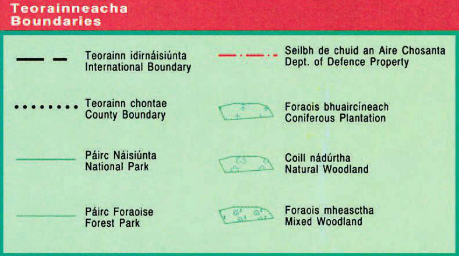 Teorainneacha
Boundaries
Teorainn idirnáisiúnta
International Boundary
Teorainn chontae
County Boundary
Páirc Náisiúnta
National Park
Páirc Foraoise
Forest Park
Seilbh de chuid an Aire Chosanta
Dept. of Defence Property
Foraois bhuaircíneach
Coniferous Plantation
Coill nádúrtha
Natural Woodland
Foraois mheasctha
Mixed Woodland